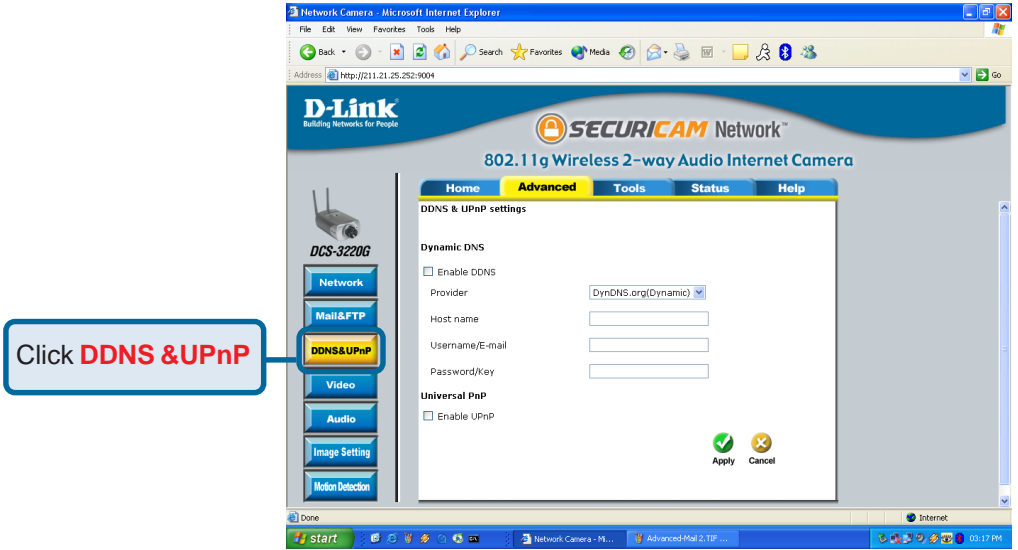 Network Camera - Microsoft Internet Explorer
File Edit View Favorites Tools Help
Back Search Favorites Media
Address http://211.21.25.252:9004 Go
D-Link
Building Networks for People
SECURICAM Network™
802.11g Wireless 2-way Audio Internet Camera
Home Advanced Tools Status Help
DCS-3220G
Network
Mail&FTP
DDNS&UPnP
Video
Audio
Image Setting
Motion Detection
Click DDNS &UPnP
DDNS & UPnP settings
Dynamic DNS
Enable DDNS
Provider DynDNS.org(Dynamic)
Host name
Username/E-mail
Password/Key
Universal PnP
Enable UPnP
Apply Cancel
Done Internet
start Network Camera - Mi... Advanced-Mail 2.TIF ... 03:17 PM